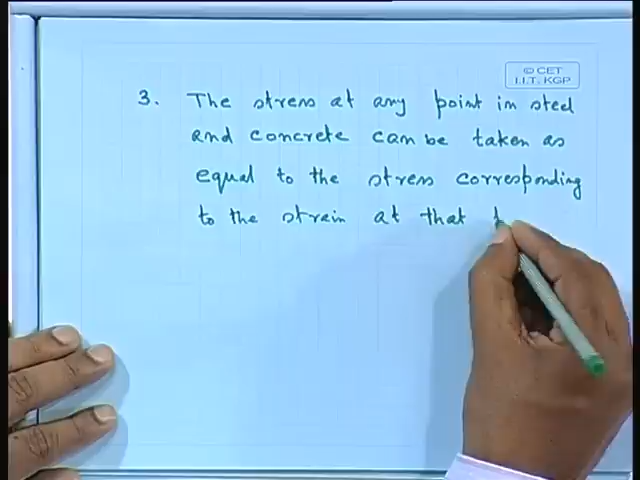 © CET
I.I.T. KGP
3. The stress at any point in steel
and concrete can be taken as
equal to the stress corresponding
to the strain at that